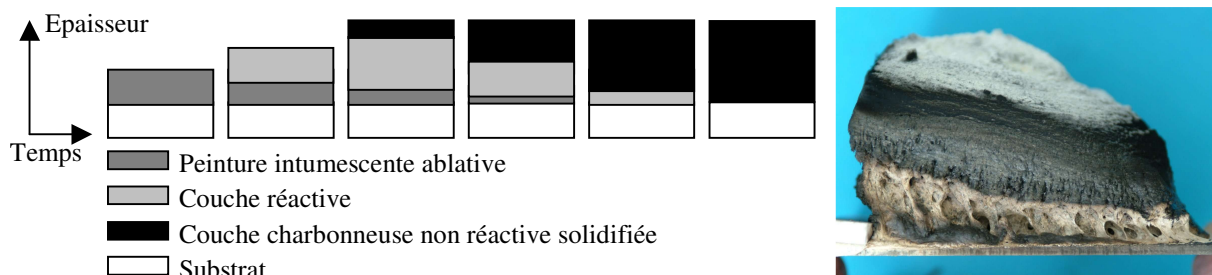 Epaisseur
Temps
Peinture intumescente ablative
Couche réactive
Couche charbonneuse non réactive solidifiée
Substrat